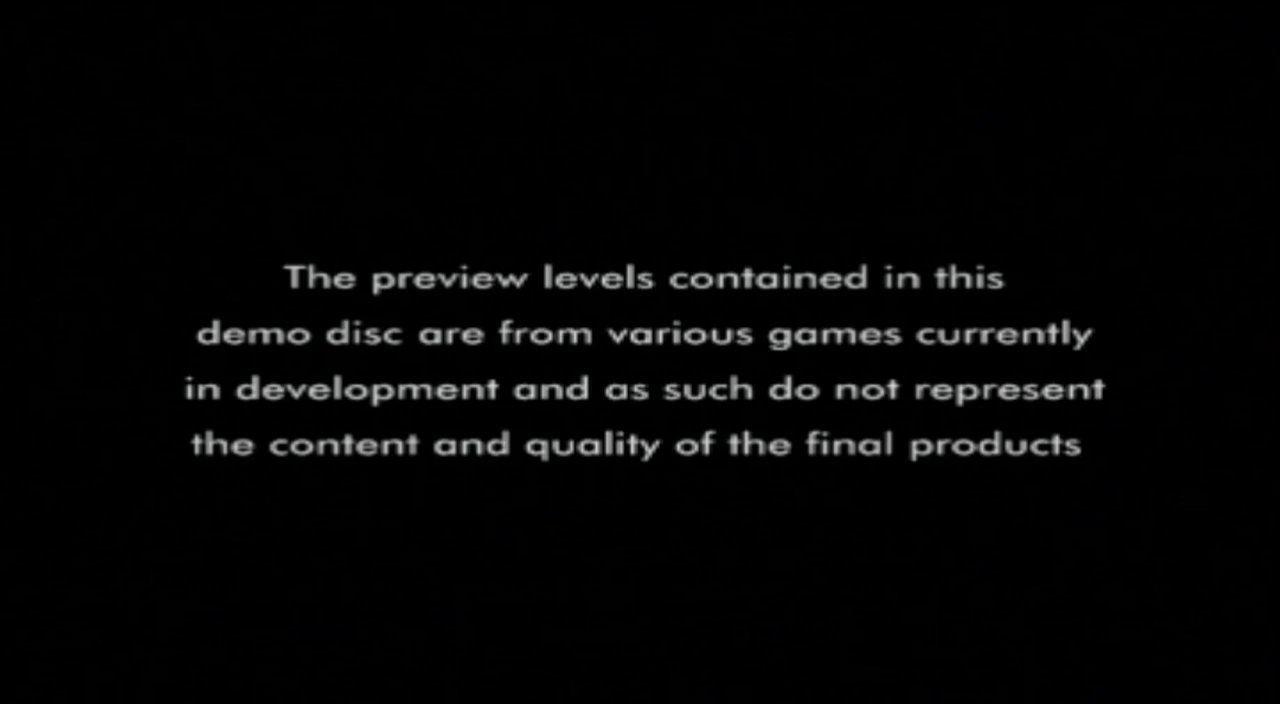 The preview levels contained in this
demo disc are from various games currently
in development and as such do not represent
the content and quality of the final products